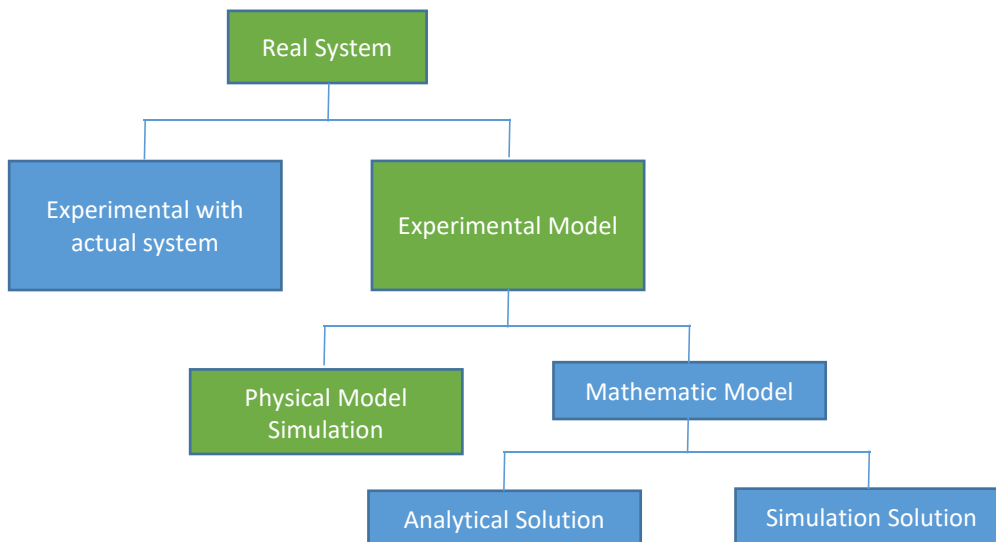 Real System
Experimental with
actual system
Experimental Model
Physical Model
Simulation
Mathematic Model
Analytical Solution
Simulation Solution